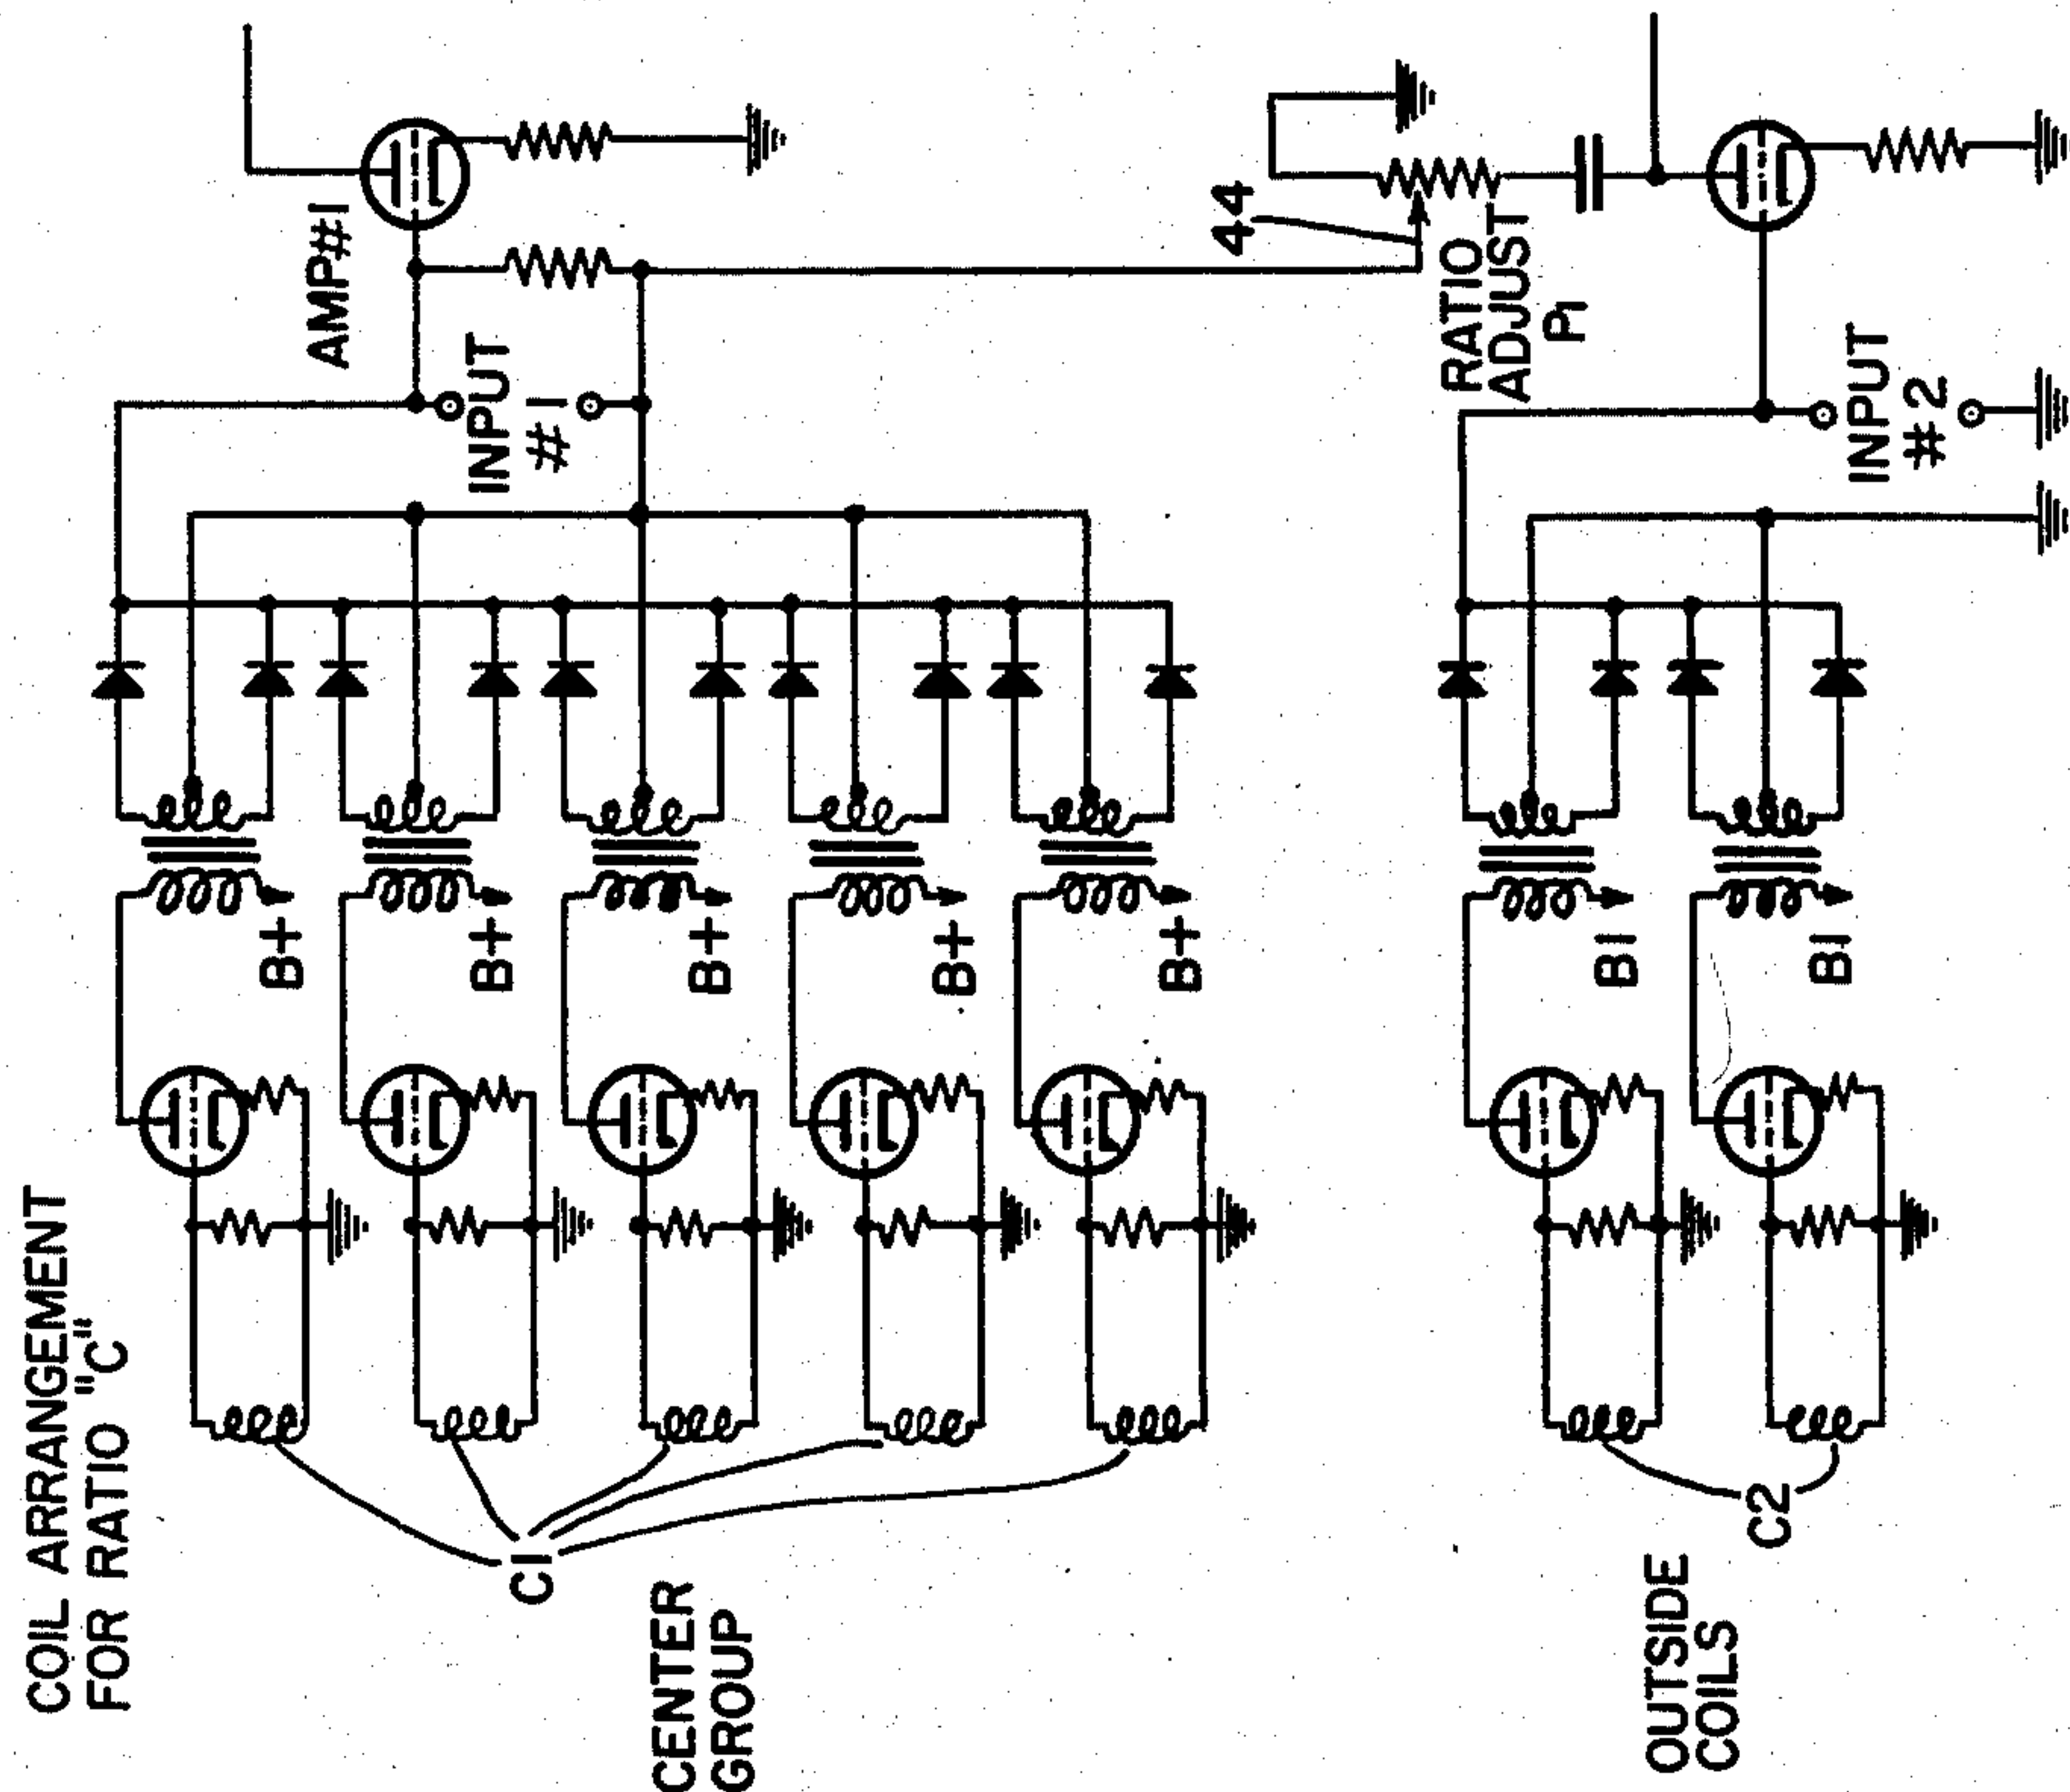 COIL ARRANGEMENT
FOR RATIO "C"
AMP#1
INPUT
#1
44
RATIO
ADJUST
P1
INPUT
#2
B+
B+
B+
B+
B+
B1
B1
C1
CENTER
GROUP
C2
OUTSIDE
COILS